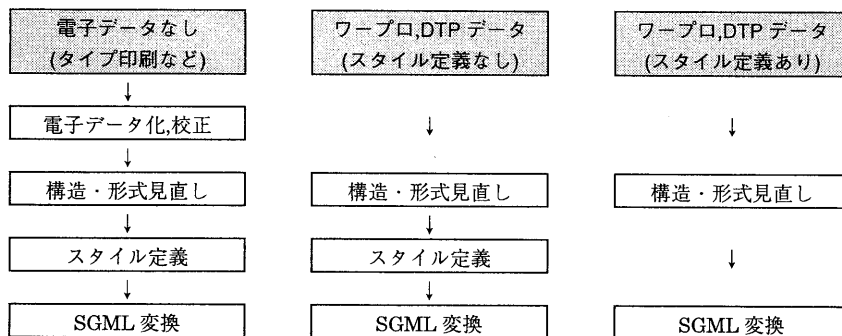 電子データなし
(タイプ印刷など)
↓
電子データ化,校正
↓
構造・形式見直し
↓
スタイル定義
↓
SGML 変換
ワープロ,DTP データ
(スタイル定義なし)
↓
構造・形式見直し
↓
スタイル定義
↓
SGML 変換
ワープロ,DTP データ
(スタイル定義あり)
↓
構造・形式見直し
↓
SGML 変換